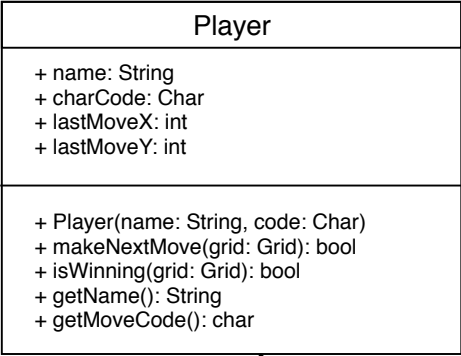 Player
+ name: String
+ charCode: Char
+ lastMoveX: int
+ lastMoveY: int
+ Player(name: String, code: Char)
+ makeNextMove(grid: Grid): bool
+ isWinning(grid: Grid): bool
+ getName(): String
+ getMoveCode(): char